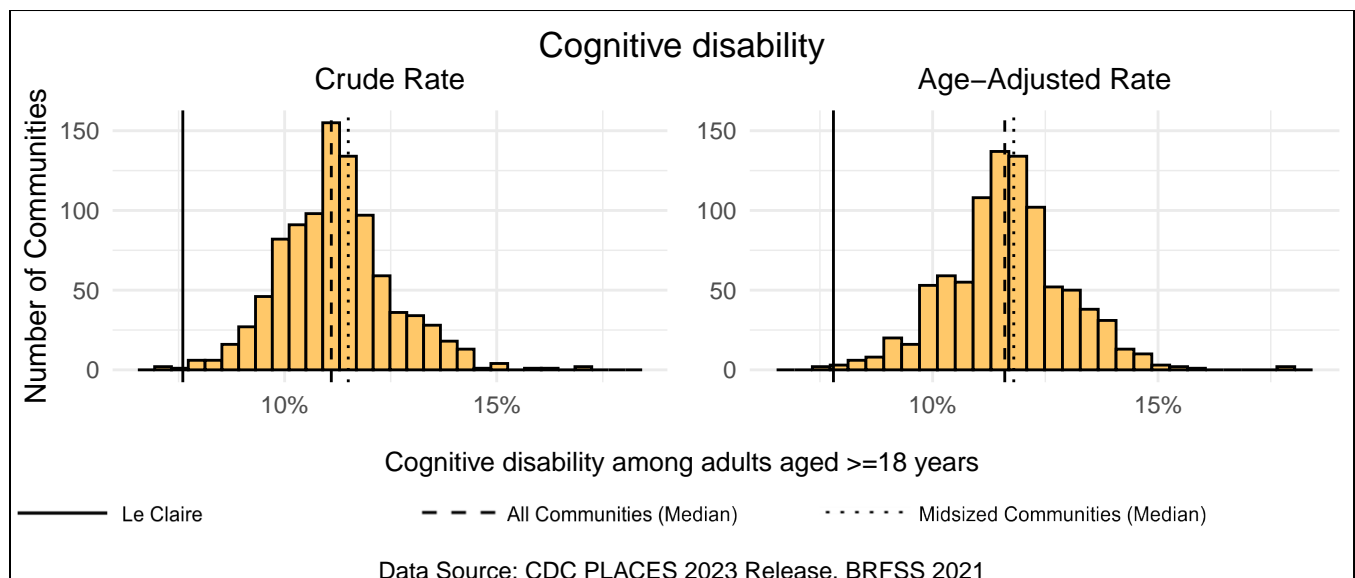 Cognitive disability
Crude Rate
Age−Adjusted Rate
Number of Communities
150
100
50
0
10%
15%
150
100
50
0
10%
15%
Cognitive disability among adults aged >=18 years
Le Claire
All Communities (Median)
Midsized Communities (Median)
Data Source: CDC PLACES 2023 Release, BRFSS 2021